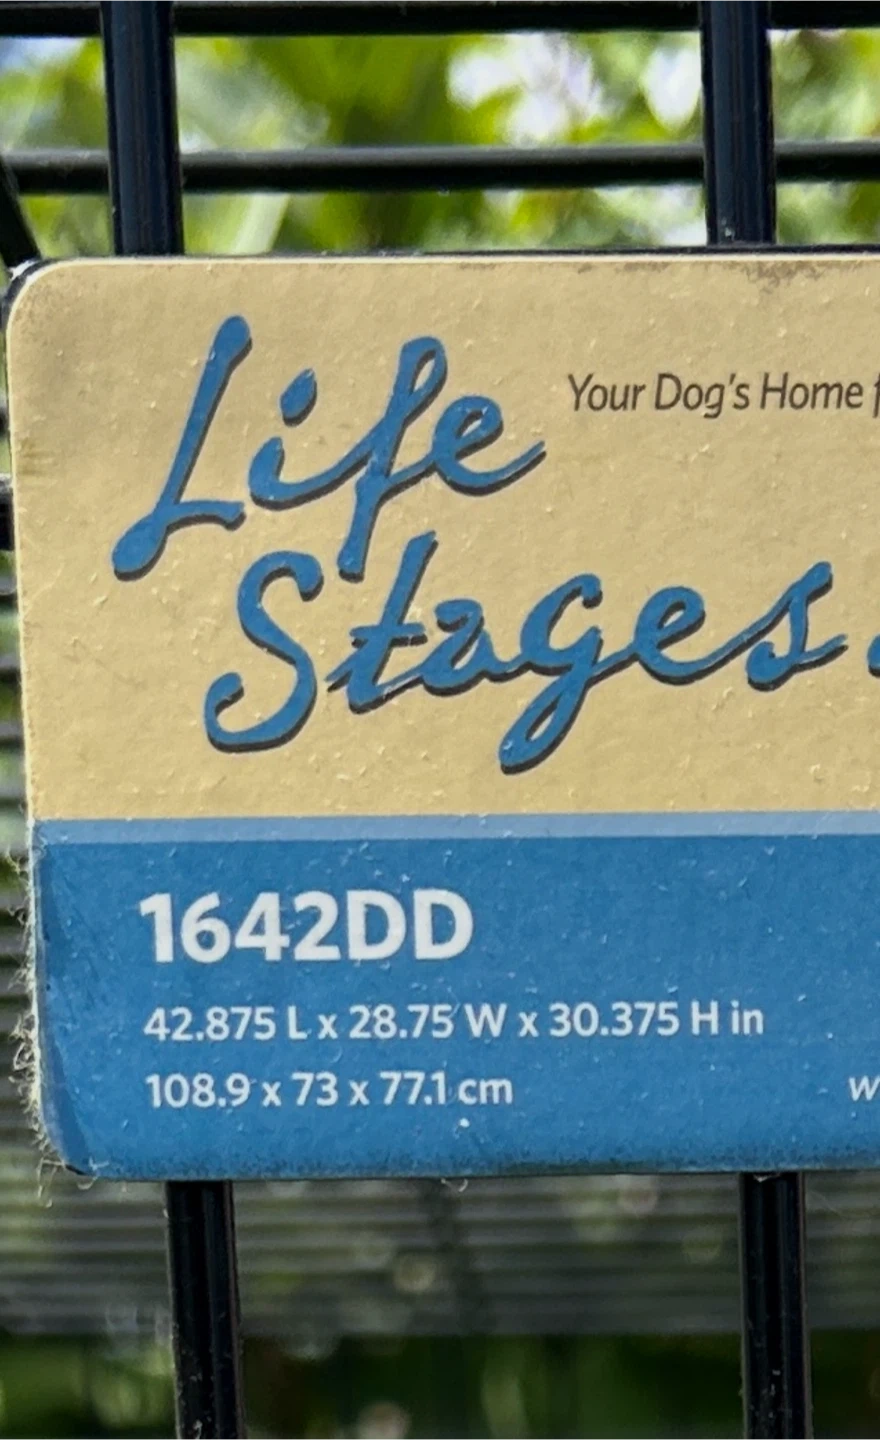 Life
Your Dog's Home
Stages
1642DD
42.875 L x 28.75 W x 30.375 H in
108.9 x 73 x 77.1 cm
w